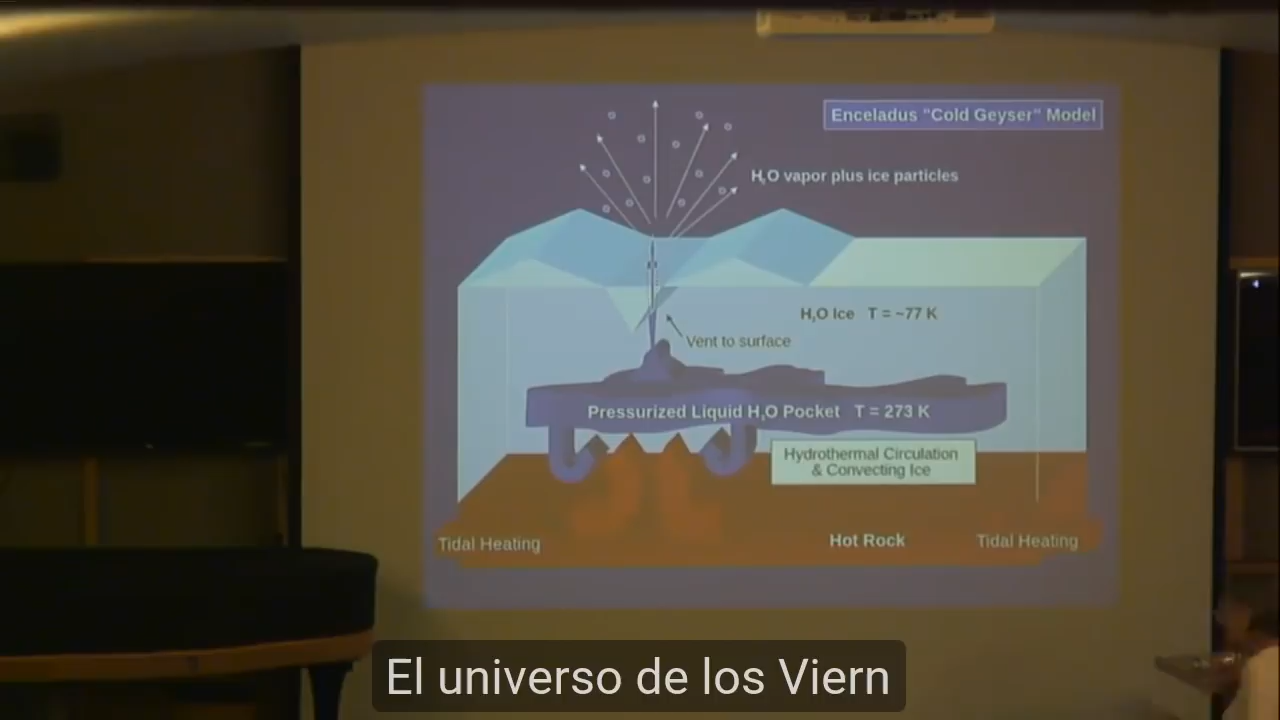 Enceladus "Cold Geyser" Model
H₂O vapor plus ice particles
H₂O Ice T = ~77 K
Vent to surface
Pressurized Liquid H₂O Pocket T = 273 K
Hydrothermal Circulation
& Convecting Ice
Tidal Heating
Hot Rock
Tidal Heating
El universo de los Viern